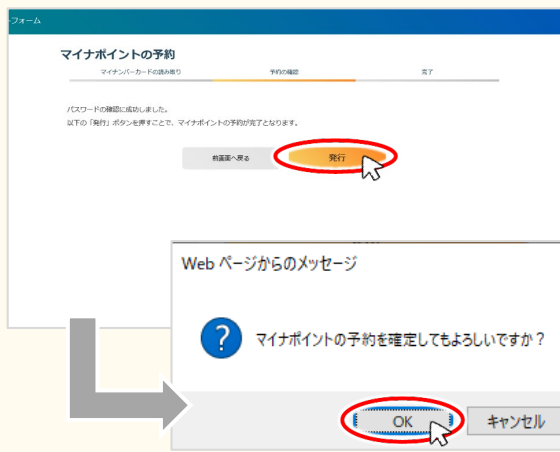 フォーム
マイナポイントの予約
マイナンバーカードの読み取り 予約の確認 完了
パスワードの確認に成功しました。
以下の「発行」ボタンを押すことで、マイナポイントの予約が完了となります。
前画面へ戻る 発行
Web ページからのメッセージ
? マイナポイントの予約を確定してもよろしいですか？
OK キャンセル